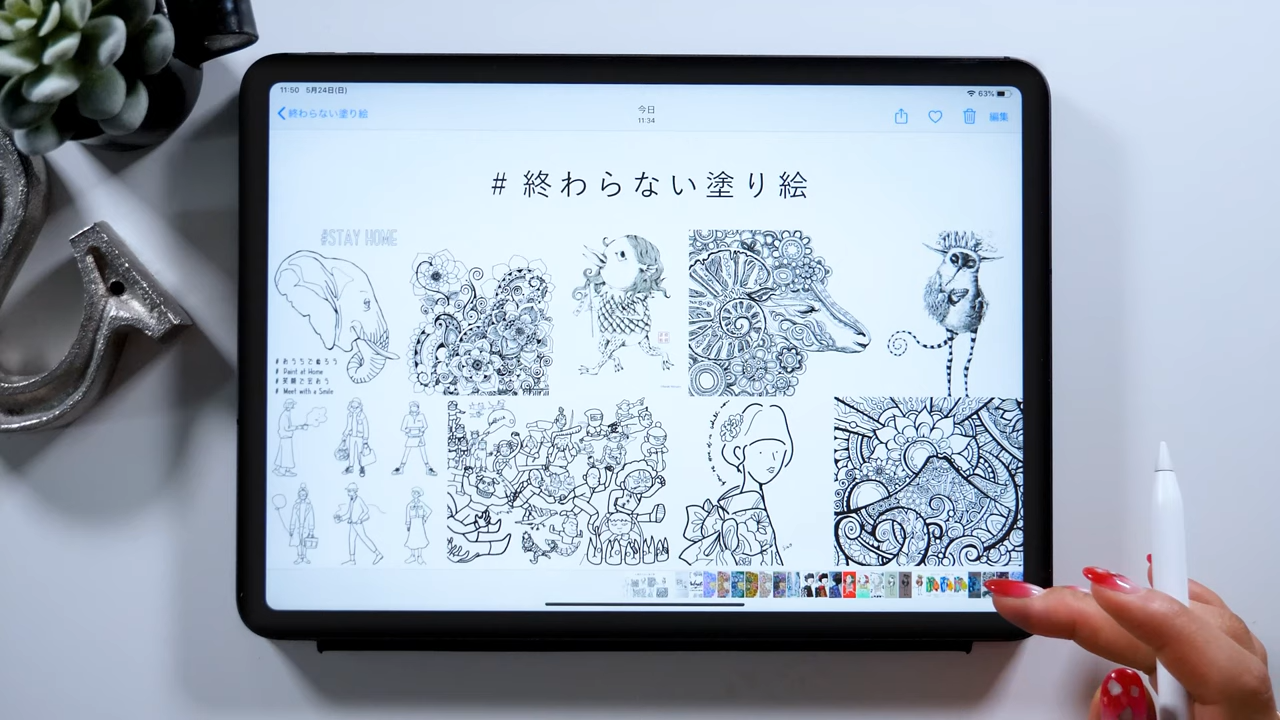 11:50 5月24日(日)
63%
終わらない塗り絵
今日
11:34
編集
#終わらない塗り絵
#STAY HOME
#おうちで塗ろう
# Paint at Home
#笑顔で会おう
# Meet with a Smile